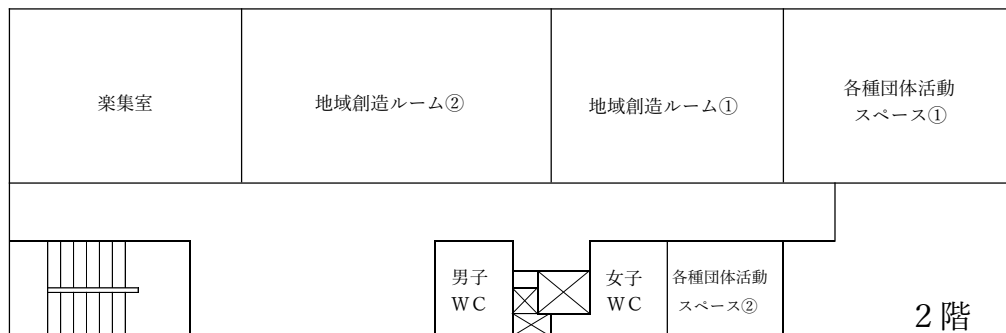 楽集室
地域創造ルーム②
地域創造ルーム①
各種団体活動
スペース①
男子
WC
女子
WC
各種団体活動
スペース②
2階